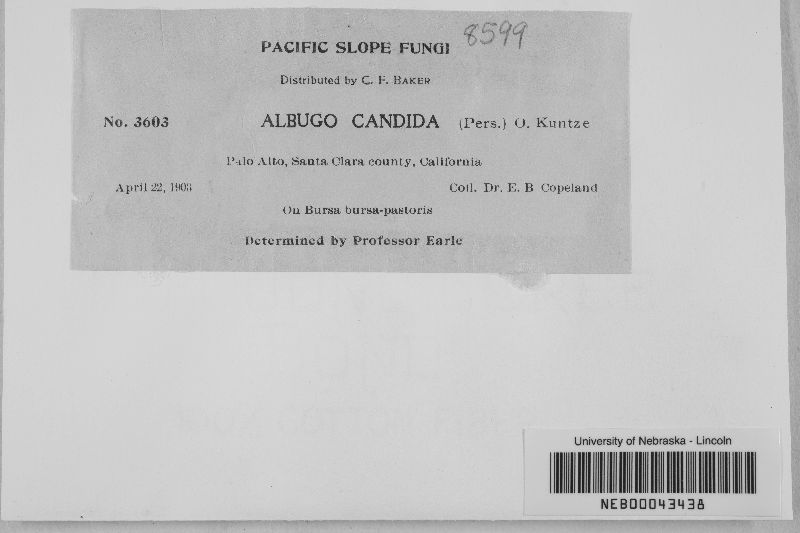 8599
PACIFIC SLOPE FUNGI
Distributed by C. F. BAKER
No. 3603 ALBUGO CANDIDA (Pers.) O. Kuntze
Palo Alto, Santa Clara county, California
April 22, 1903 Coll. Dr. E. B Copeland
On Bursa bursa-pastoris
Determined by Professor Earle
University of Nebraska - Lincoln
NEB00043438